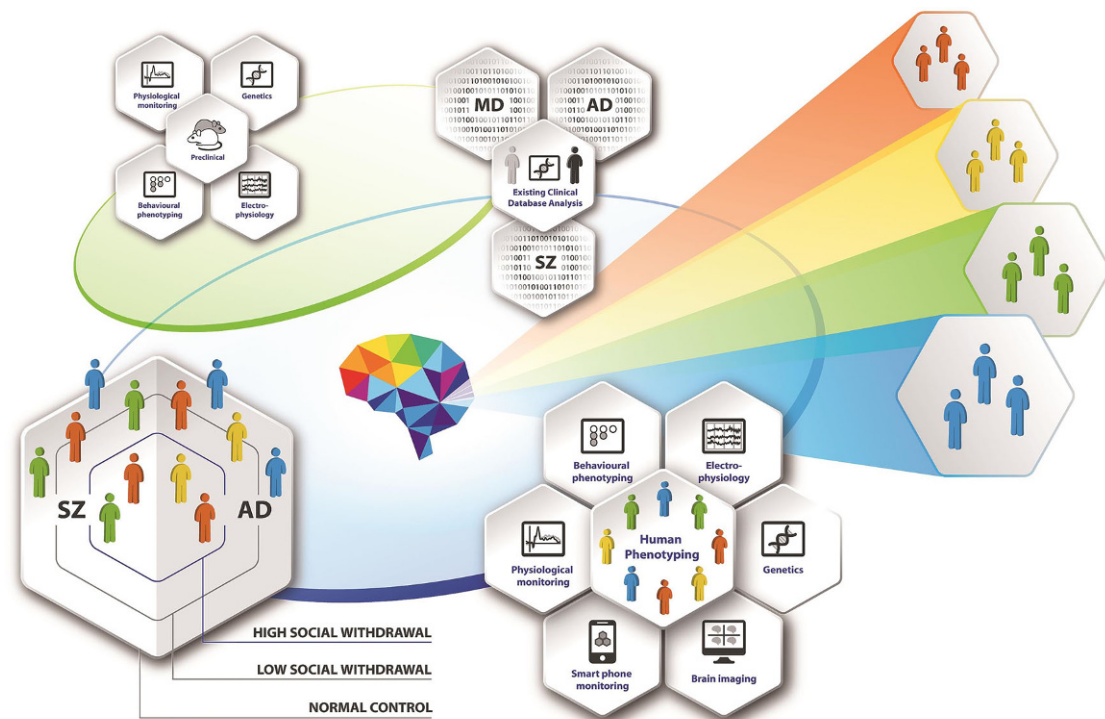 Physiological
monitoring
Genetics
Preclinical
Behavioural
phenotyping
Electro-
physiology
MD
AD
Existing Clinical
Database Analysis
SZ
SZ
AD
HIGH SOCIAL WITHDRAWAL
LOW SOCIAL WITHDRAWAL
NORMAL CONTROL
Behavioural
phenotyping
Electro-
physiology
Physiological
monitoring
Human
Phenotyping
Genetics
Smart phone
monitoring
Brain imaging